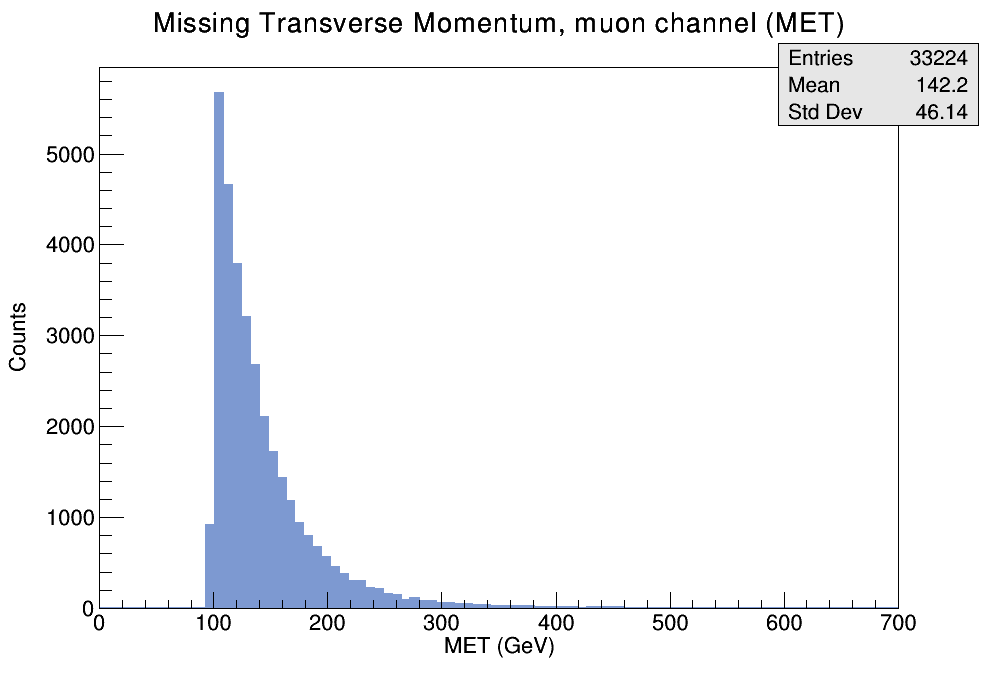 Missing Transverse Momentum, muon channel (MET)
Entries 33224
Mean 142.2
Std Dev 46.14
5000
4000
3000
2000
1000
0
Counts
0 100 200 300 400 500 600 700
MET (GeV)